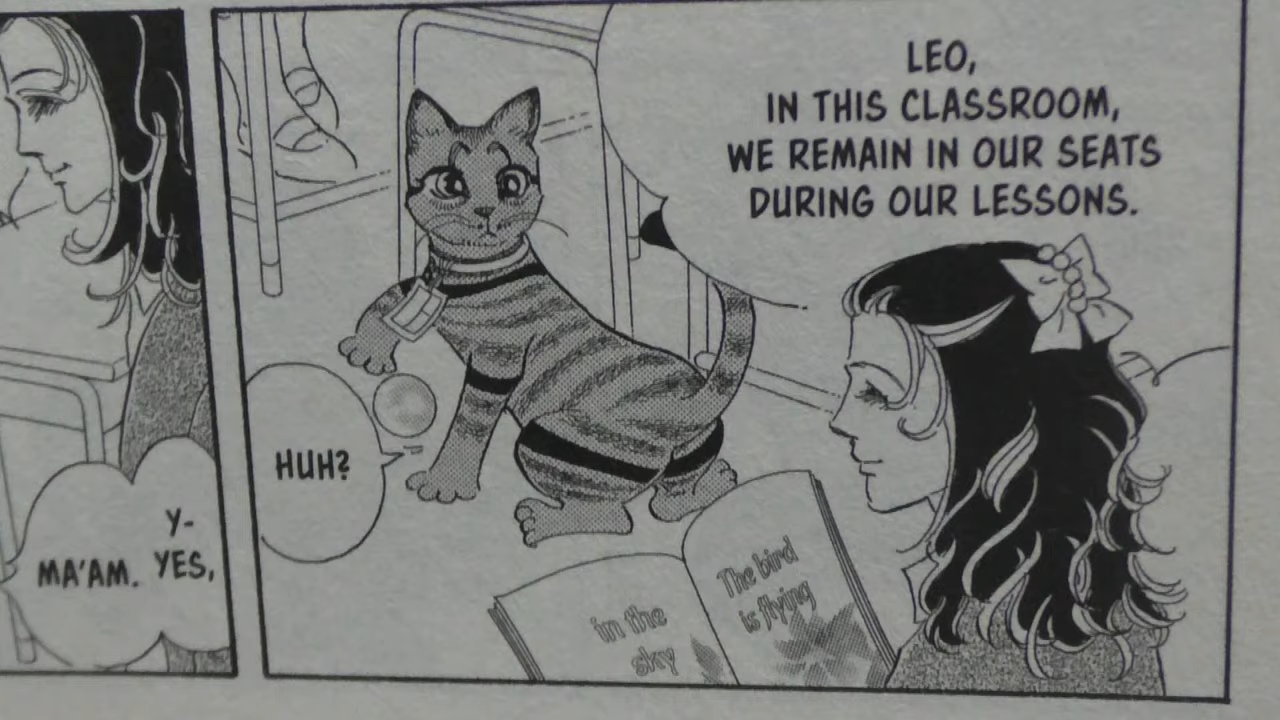 LEO,
IN THIS CLASSROOM,
WE REMAIN IN OUR SEATS
DURING OUR LESSONS.
HUH?
The bird
is flying
in the
sky
Y-
YES,
MA'AM.